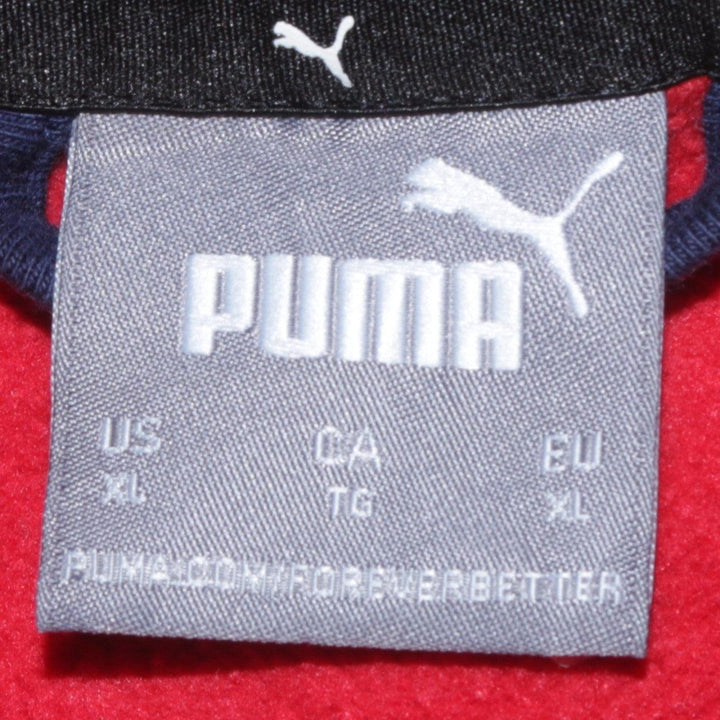 PUMA
US CA EU
XL TG XL
PUMA.COM/FOREVERBETTER